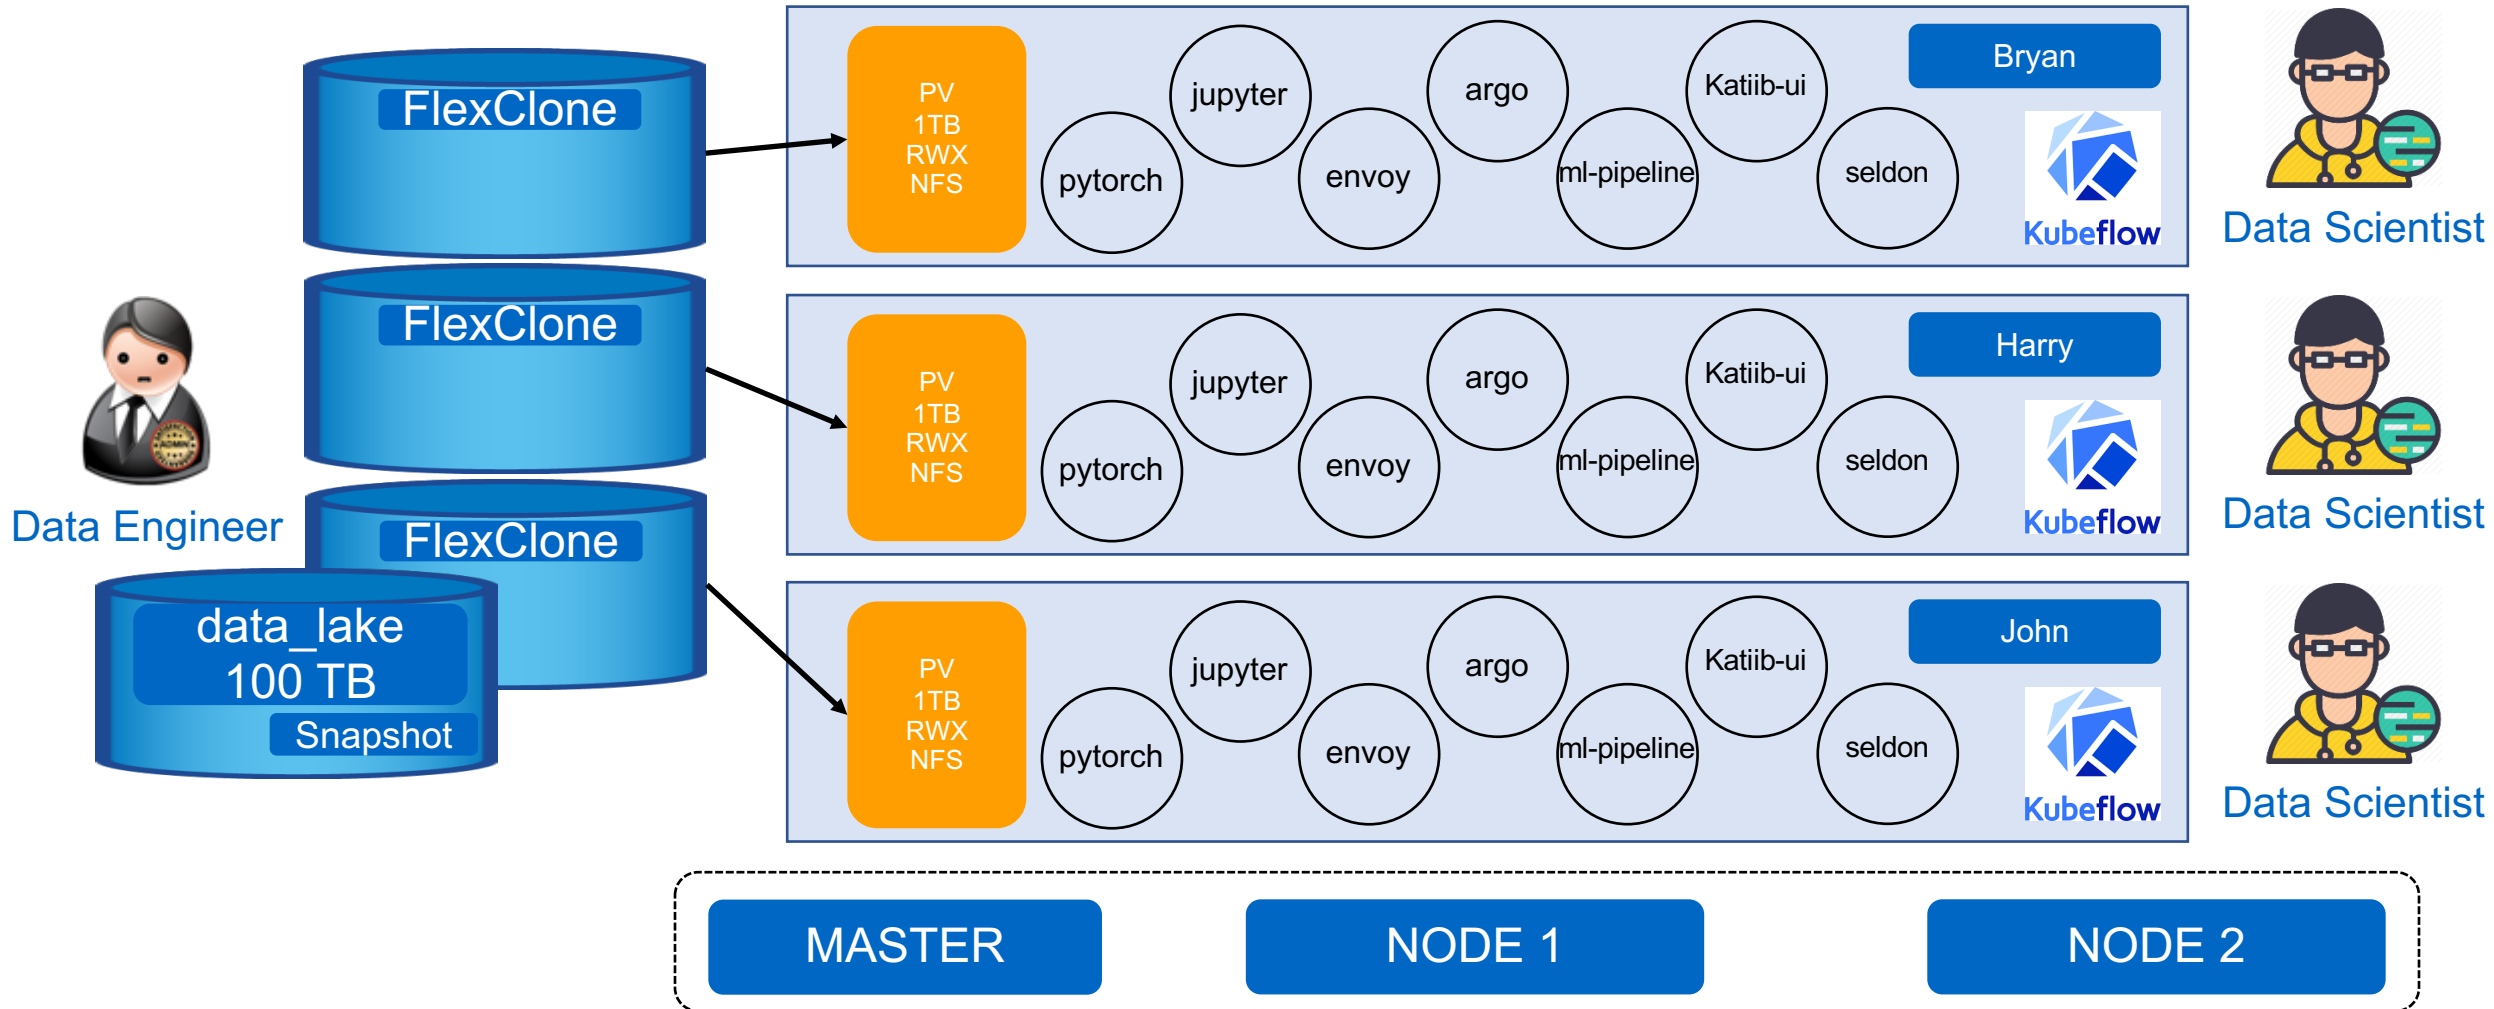 FlexClone
PV
1TB
RWX
NFS
pytorch
jupyter
envoy
argo
ml-pipeline
Katiib-ui
seldon
Bryan
Kubeflow
Data Scientist
FlexClone
PV
1TB
RWX
NFS
pytorch
jupyter
envoy
argo
ml-pipeline
Katiib-ui
seldon
Harry
Kubeflow
Data Scientist
ADMIN
Data Engineer
FlexClone
data_lake
100 TB
Snapshot
PV
1TB
RWX
NFS
pytorch
jupyter
envoy
argo
ml-pipeline
Katiib-ui
seldon
John
Kubeflow
Data Scientist
MASTER
NODE 1
NODE 2